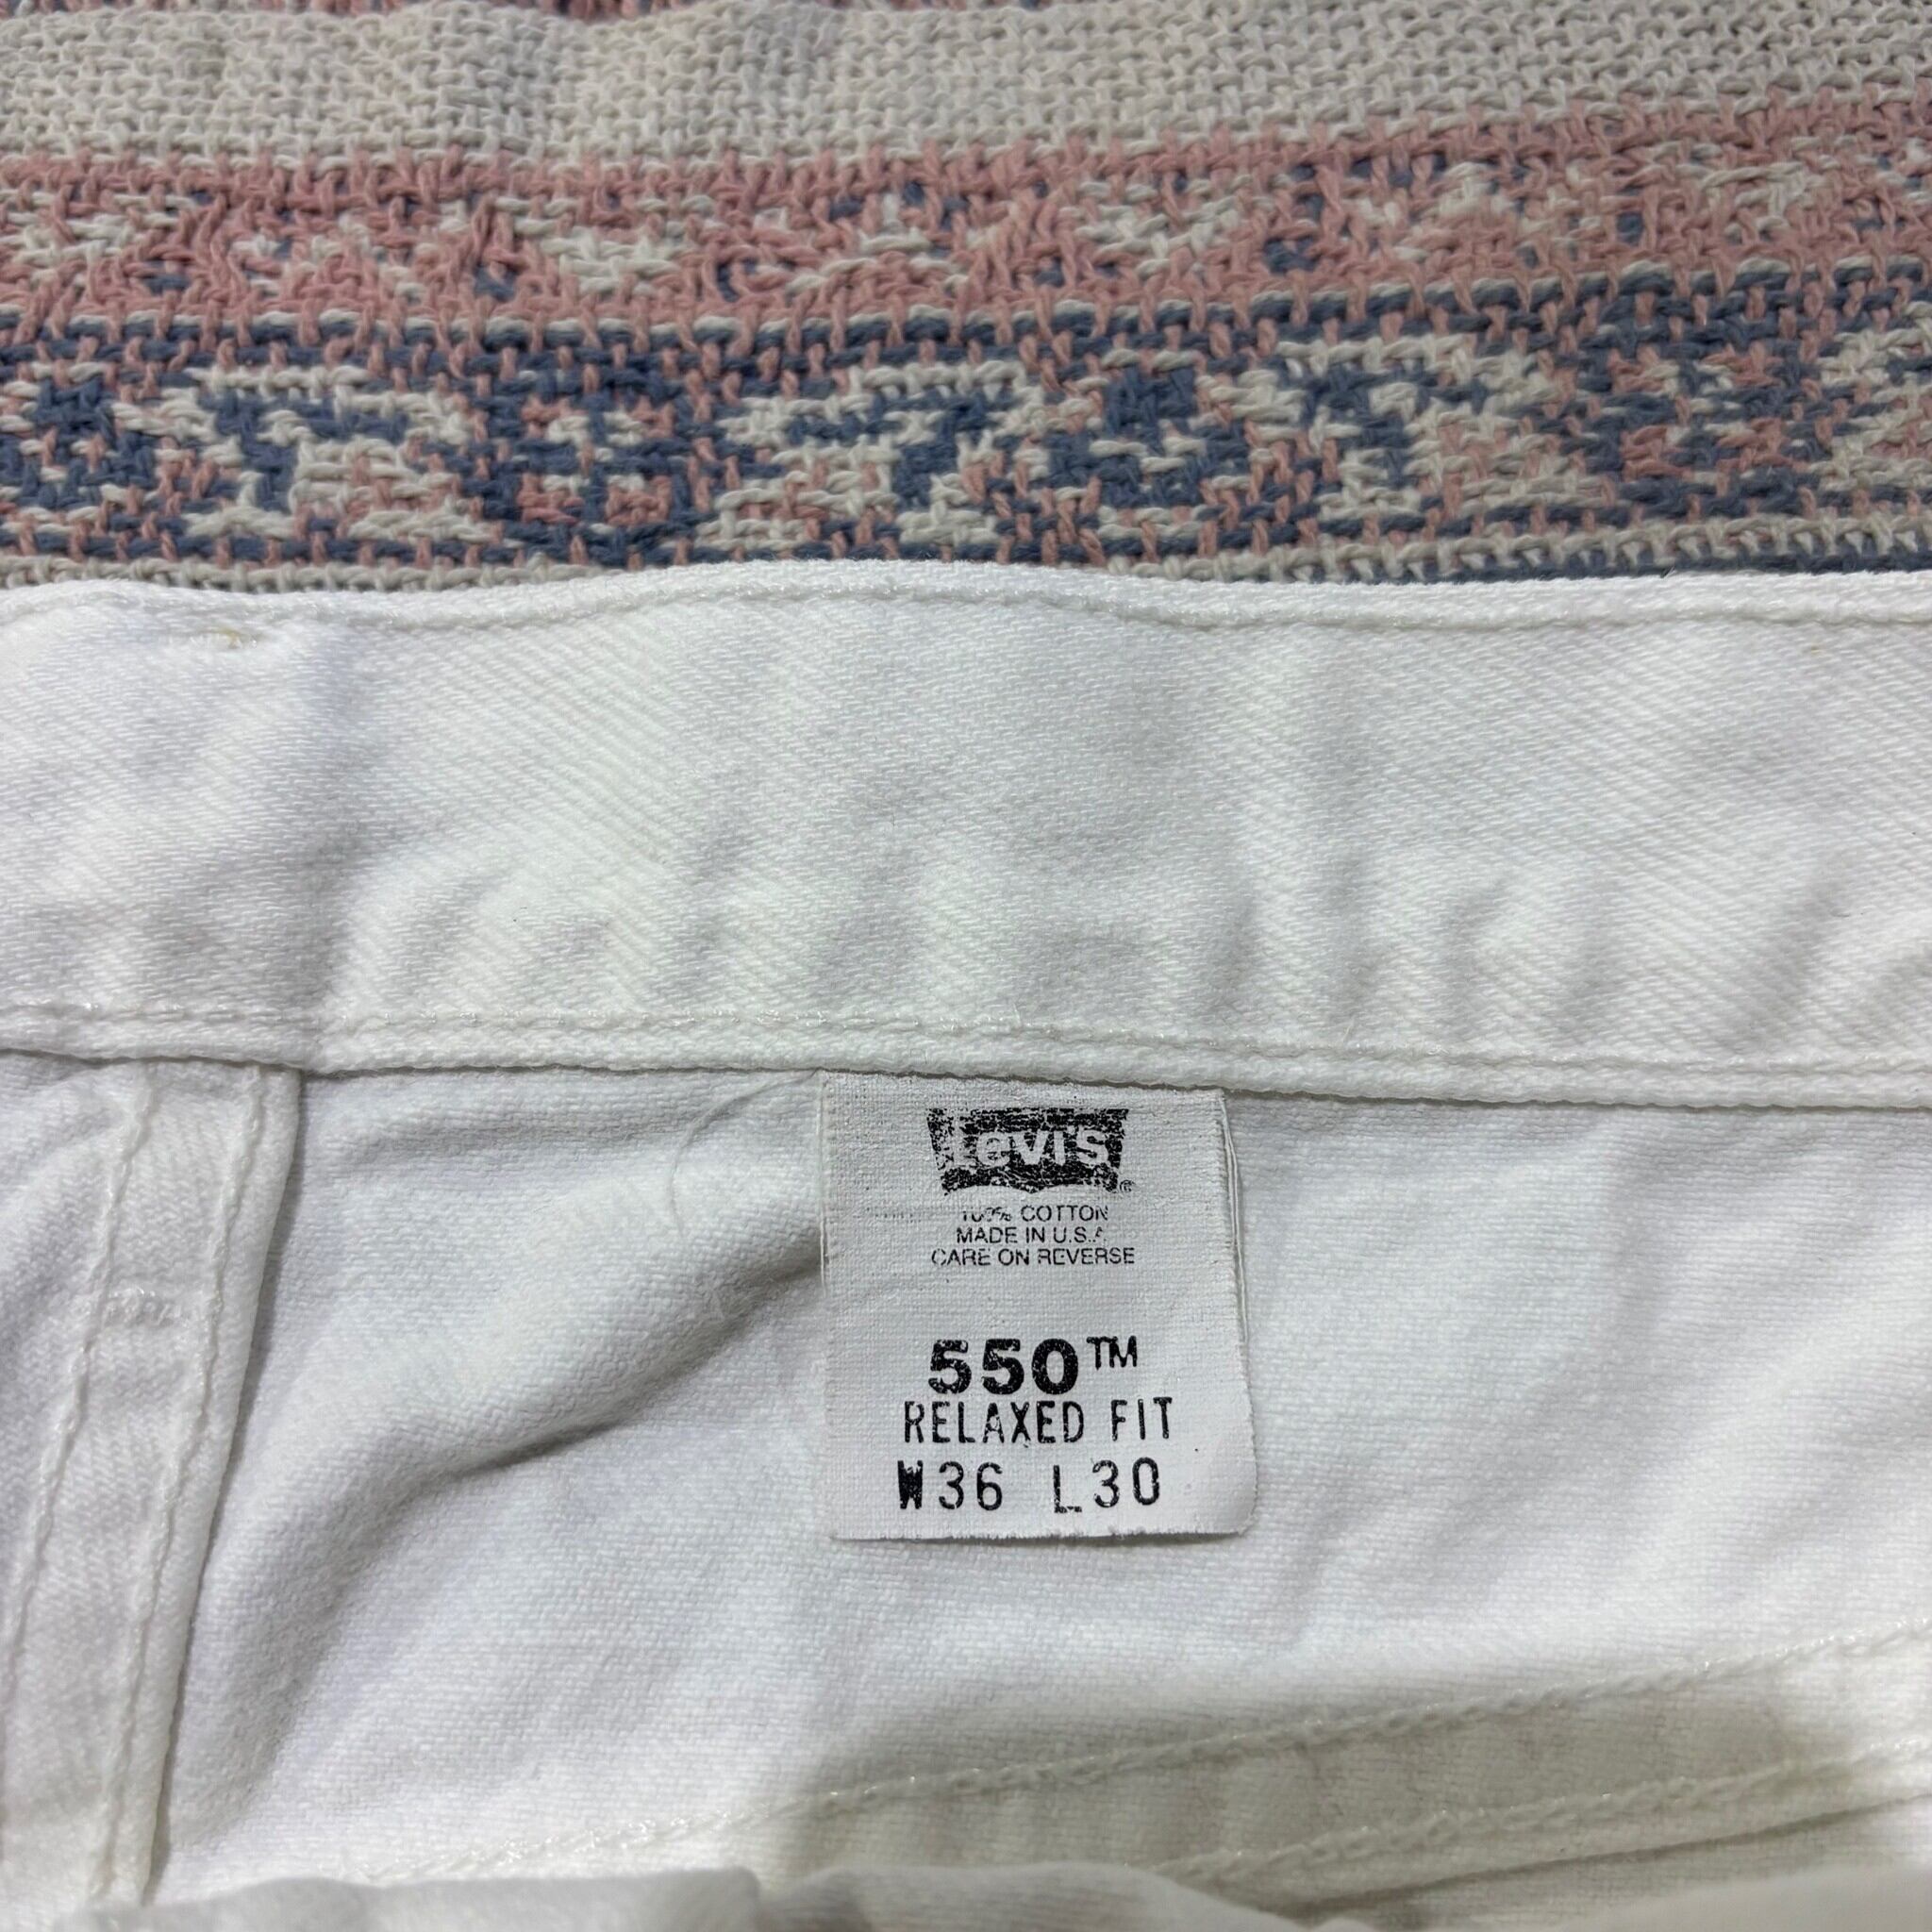 Levi's®
100% COTTON
MADE IN U.S.A
CARE ON REVERSE
550™
RELAXED FIT
W36 L30